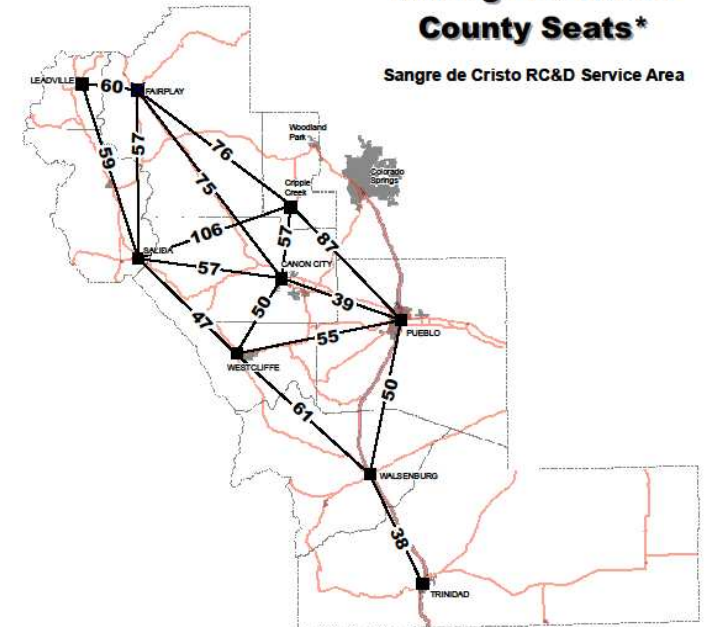 County Seats*
Sangre de Cristo RC&D Service Area
LEADVILLE
60
FAIRPLAY
59
57
76
75
Woodland
Park
Colorado
Springs
Cripple
Creek
106
57
87
SALIDA
57
CANON CITY
39
50
47
55
PUEBLO
WESTCLIFFE
50
61
WALSENBURG
38
TRINIDAD